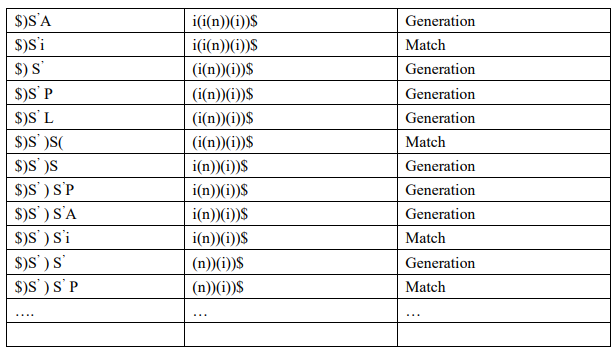 $)S`A i(i(n))(i))$ Generation
$)S`i i(i(n))(i))$ Match
$) S` (i(n))(i))$ Generation
$)S` P (i(n))(i))$ Generation
$)S` L (i(n))(i))$ Generation
$)S` )S( (i(n))(i))$ Match
$)S` )S i(n))(i))$ Generation
$)S` ) S`P i(n))(i))$ Generation
$)S` ) S`A i(n))(i))$ Generation
$)S` ) S`i i(n))(i))$ Match
$)S` ) S` (n))(i))$ Generation
$)S` ) S` P (n))(i))$ Match
.... ... ...